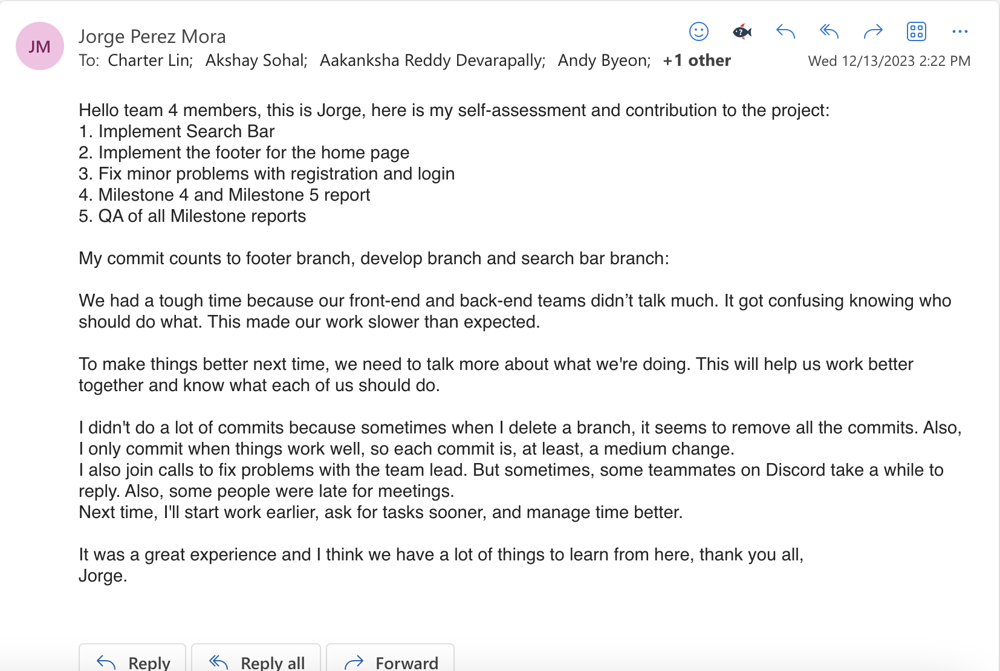 JM
Jorge Perez Mora
To: Charter Lin; Akshay Sohal; Aakanksha Reddy Devarapally; Andy Byeon; +1 other
Wed 12/13/2023 2:22 PM
Hello team 4 members, this is Jorge, here is my self-assessment and contribution to the project:
1. Implement Search Bar
2. Implement the footer for the home page
3. Fix minor problems with registration and login
4. Milestone 4 and Milestone 5 report
5. QA of all Milestone reports
My commit counts to footer branch, develop branch and search bar branch:
We had a tough time because our front-end and back-end teams didn’t talk much. It got confusing knowing who
should do what. This made our work slower than expected.
To make things better next time, we need to talk more about what we're doing. This will help us work better
together and know what each of us should do.
I didn't do a lot of commits because sometimes when I delete a branch, it seems to remove all the commits. Also,
I only commit when things work well, so each commit is, at least, a medium change.
I also join calls to fix problems with the team lead. But sometimes, some teammates on Discord take a while to
reply. Also, some people were late for meetings.
Next time, I'll start work earlier, ask for tasks sooner, and manage time better.
It was a great experience and I think we have a lot of things to learn from here, thank you all,
Jorge.
Reply
Reply all
Forward